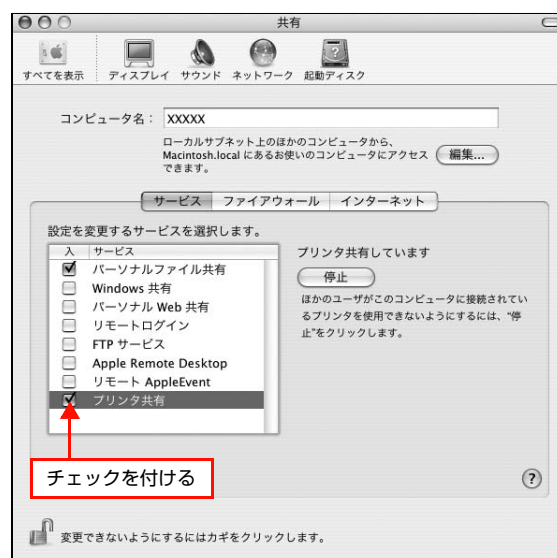 共有
すべてを表示 ディスプレイ サウンド ネットワーク 起動ディスク
コンピュータ名： XXXXX
ローカルサブネット上のほかのコンピュータから、
Macintosh.local にあるお使いのコンピュータにアクセス
できます。
編集...
サービス ファイアウォール インターネット
設定を変更するサービスを選択します。
入 サービス
パーソナルファイル共有
Windows 共有
パーソナル Web 共有
リモートログイン
FTP サービス
Apple Remote Desktop
リモート AppleEvent
プリンタ共有
プリンタ共有しています
停止
ほかのユーザがこのコンピュータに接続されてい
るプリンタを使用できないようにするには、“停
止”をクリックします。
チェックを付ける
?
変更できないようにするにはカギをクリックします。